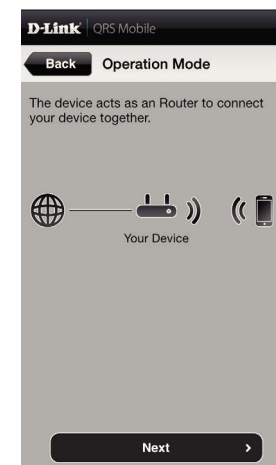 D-Link QRS Mobile
Back Operation Mode
The device acts as an Router to connect
your device together.
Your Device
Next